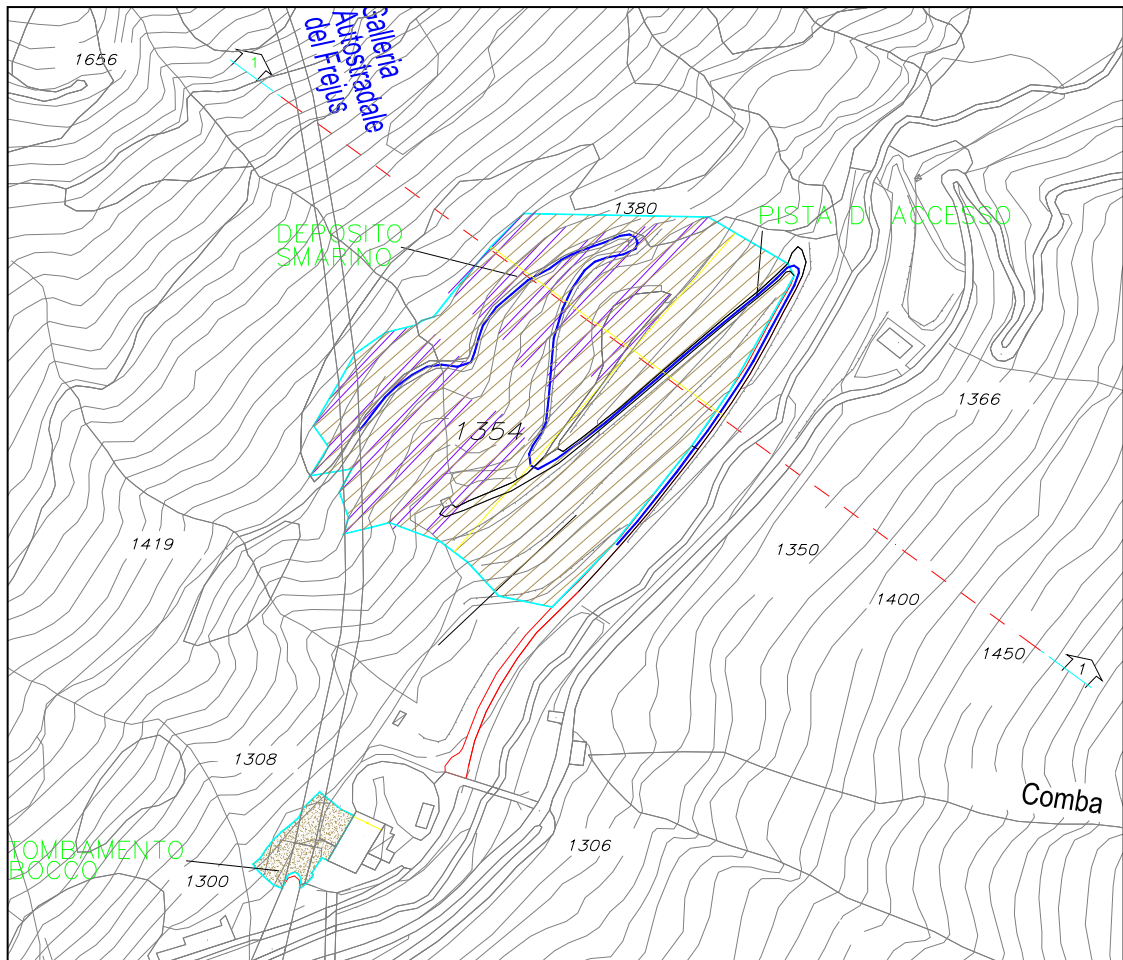 Galleria
Autostradale
del Frejus
1656
1
1380
PISTA DI ACCESSO
DEPOSITO
SMARINO
1366
1354
1419
1350
1400
1450
1
1308
Comba
1306
TOMBAMENTO
BOCCO
1300